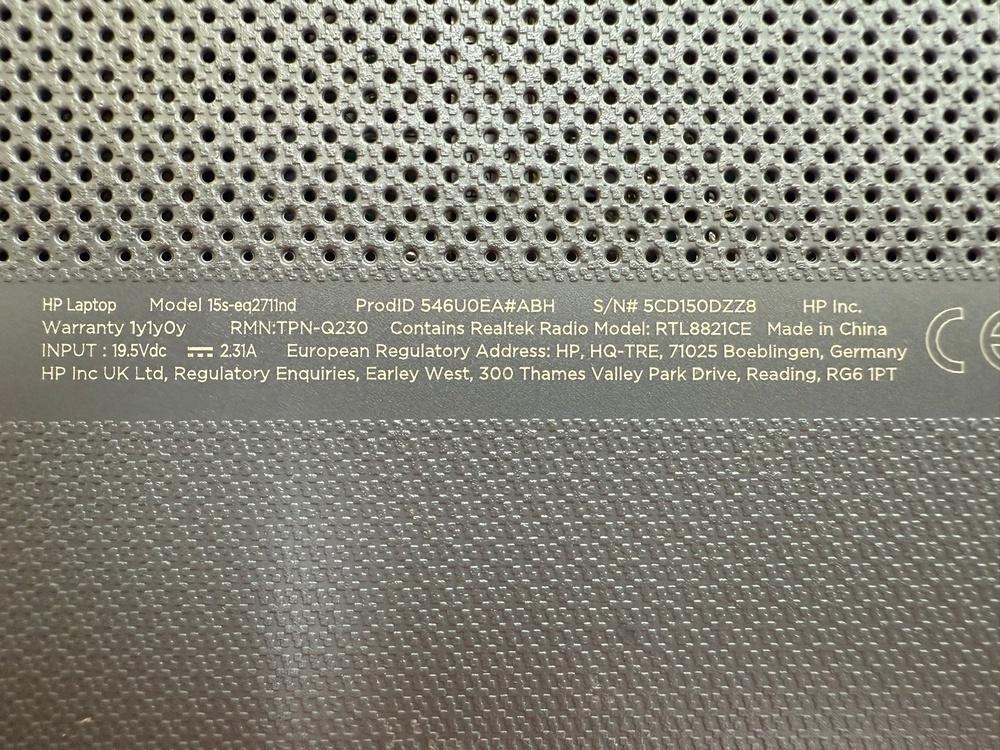 HP Laptop Model 15s-eq2711nd ProdID 546U0EA#ABH S/N# 5CD150DZZ8 HP Inc.
Warranty 1y1y0y RMN:TPN-Q230 Contains Realtek Radio Model: RTL8821CE Made in China
INPUT : 19.5Vdc ⎓ 2.31A European Regulatory Address: HP, HQ-TRE, 71025 Boeblingen, Germany
HP Inc UK Ltd, Regulatory Enquiries, Earley West, 300 Thames Valley Park Drive, Reading, RG6 1PT
CE